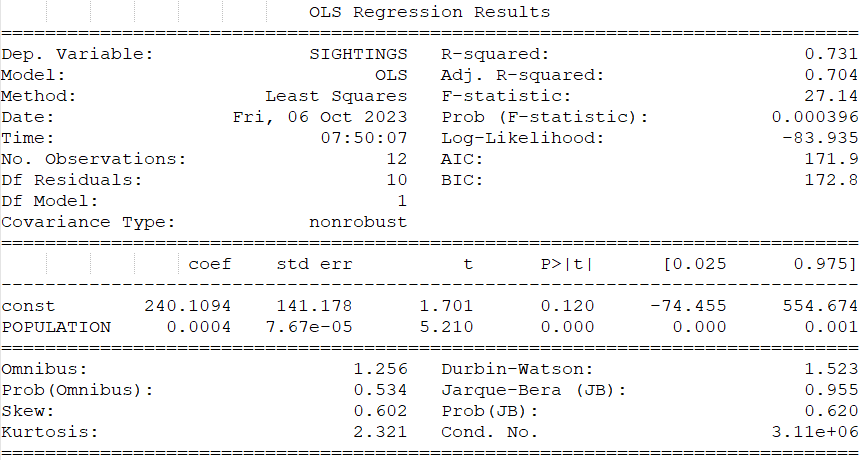 OLS Regression Results
==============================================================================
Dep. Variable:              SIGHTINGS   R-squared:                       0.731
Model:                            OLS   Adj. R-squared:                  0.704
Method:                 Least Squares   F-statistic:                     27.14
Date:                Fri, 06 Oct 2023   Prob (F-statistic):           0.000396
Time:                        07:50:07   Log-Likelihood:                -83.935
No. Observations:                  12   AIC:                             171.9
Df Residuals:                      10   BIC:                             172.8
Df Model:                           1
Covariance Type:            nonrobust
==============================================================================
                 coef    std err          t      P>|t|      [0.025      0.975]
------------------------------------------------------------------------------
const        240.1094    141.178      1.701      0.120     -74.455     554.674
POPULATION     0.0004   7.67e-05      5.210      0.000       0.000       0.001
==============================================================================
Omnibus:                        1.256   Durbin-Watson:                   1.523
Prob(Omnibus):                  0.534   Jarque-Bera (JB):                0.955
Skew:                           0.602   Prob(JB):                        0.620
Kurtosis:                       2.321   Cond. No.                     3.11e+06
==============================================================================